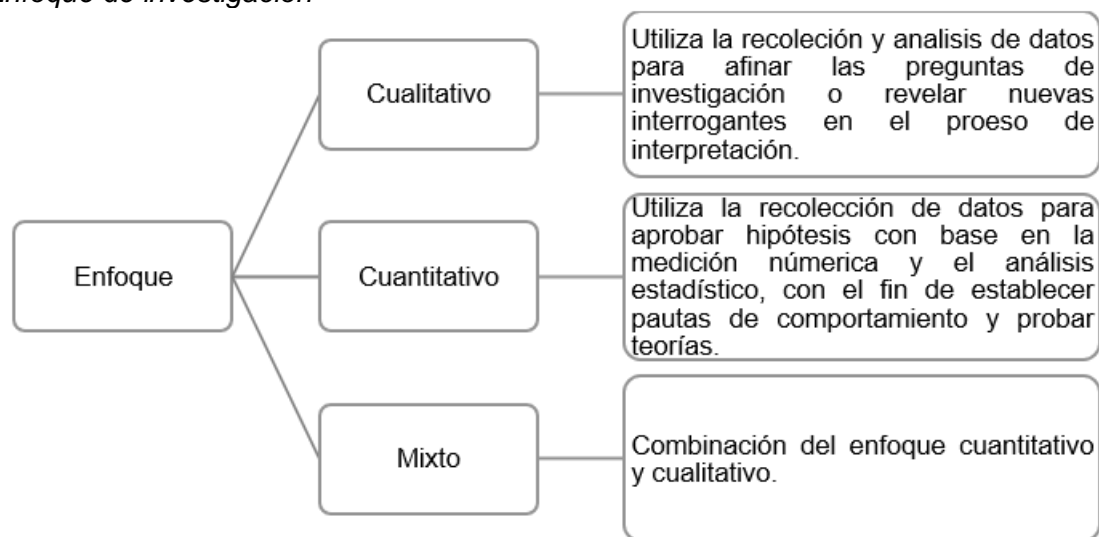 Enfoque de investigación
Cualitativo
Utiliza la recoleción y analisis de datos
para afinar las preguntas de
investigación o revelar nuevas
interrogantes en el proeso de
interpretación.
Enfoque
Cuantitativo
Utiliza la recolección de datos para
aprobar hipótesis con base en la
medición númerica y el análisis
estadístico, con el fin de establecer
pautas de comportamiento y probar
teorías.
Mixto
Combinación del enfoque cuantitativo
y cualitativo.